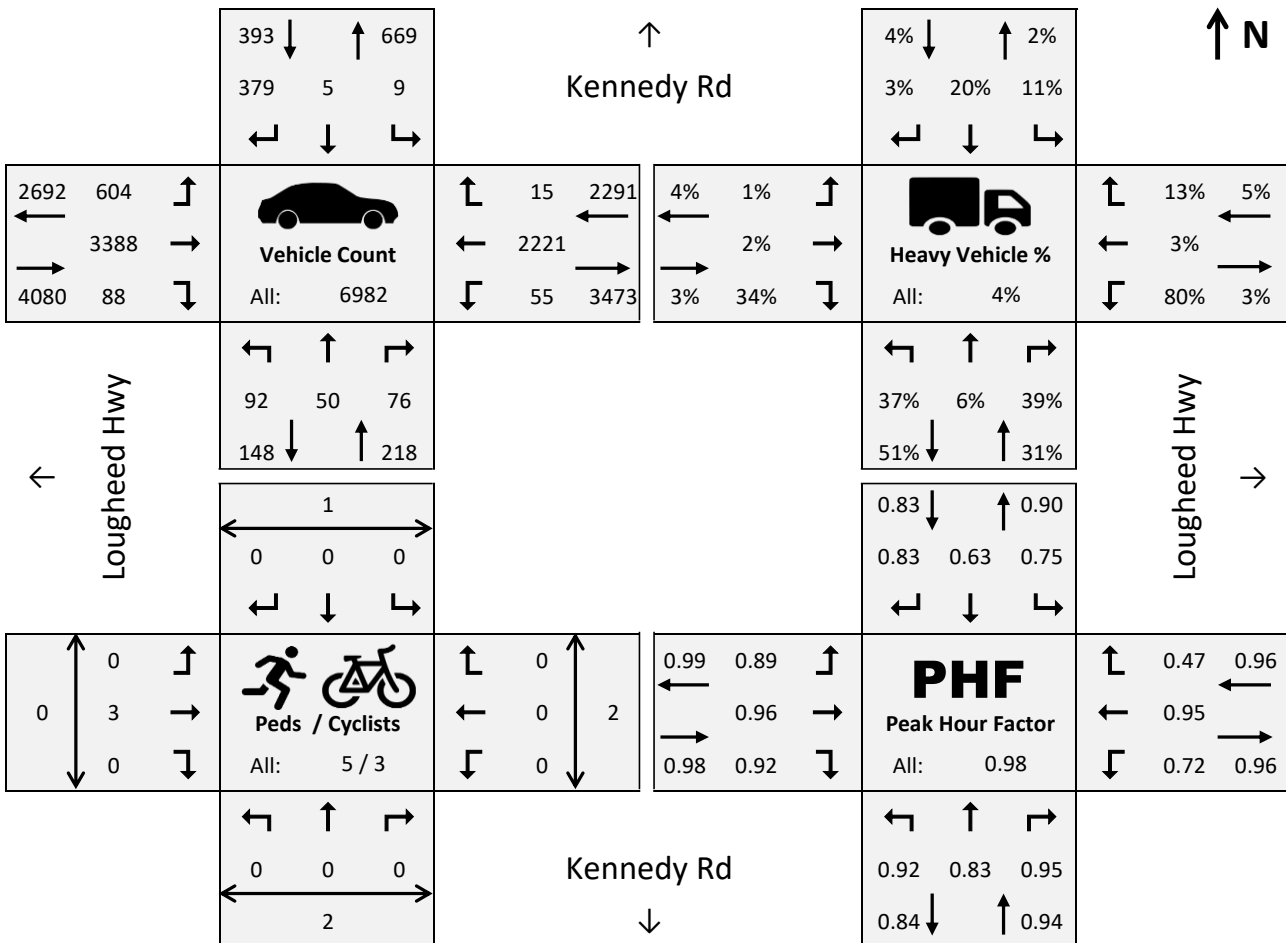 393 669 4% 2% N
379 5 9 Kennedy Rd 3% 20% 11%
2692 604 15 2291 4% 1% 13% 5%
3388 Vehicle Count 2221 2% Heavy Vehicle % 3%
4080 88 All: 6982 55 3473 3% 34% All: 4% 80% 3%
92 50 76 37% 6% 39%
148 218 51% 31%
Lougheed Hwy Lougheed Hwy
1 0.83 0.90
0 0 0 0.83 0.63 0.75
0 0 0.99 0.89 PHF 0.47 0.96
0 3 Peds / Cyclists 0 2 0.96 Peak Hour Factor 0.95
0 All: 5 / 3 0 0.98 0.92 All: 0.98 0.72 0.96
0 0 0 Kennedy Rd 0.92 0.83 0.95
2 0.84 0.94